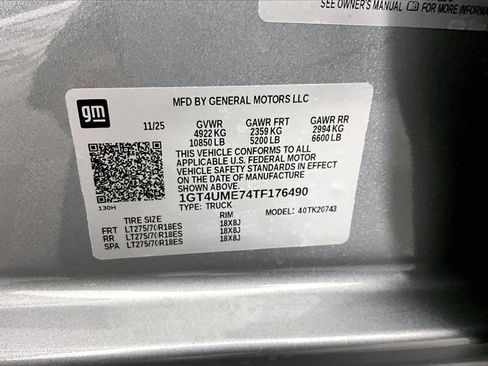 SEE OWNER'S MANUAL FOR MORE INFORM
gm
MFD BY GENERAL MOTORS LLC
11/25 GVWR GAWR FRT GAWR RR
4922 KG 2359 KG 2994 KG
10850 LB 5200 LB 6600 LB
THIS VEHICLE CONFORMS TO ALL
APPLICABLE U.S. FEDERAL MOTOR
VEHICLE SAFETY STANDARDS IN EFFECT
ON THE DATE OF MANUFACTURE
SHOWN ABOVE.
1GT4UME74TF176490
TYPE: TRUCK MODEL: 40TK20743
130H
TIRE SIZE RIM
FRT LT275/70R18ES 18X8J
RR LT275/70R18ES 18X8J
SPA LT275/70R18ES 18X8J